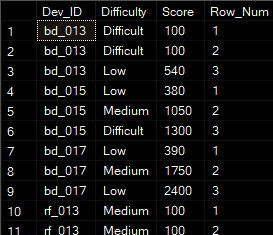 Dev_ID Difficulty Score Row_Num
1 bd_013 Difficult 100 1
2 bd_013 Difficult 100 2
3 bd_013 Low 540 3
4 bd_015 Low 380 1
5 bd_015 Medium 1050 2
6 bd_015 Difficult 1300 3
7 bd_017 Low 390 1
8 bd_017 Medium 1750 2
9 bd_017 Low 2400 3
10 rf_013 Medium 100 1
11 rf_013 Medium 100 2